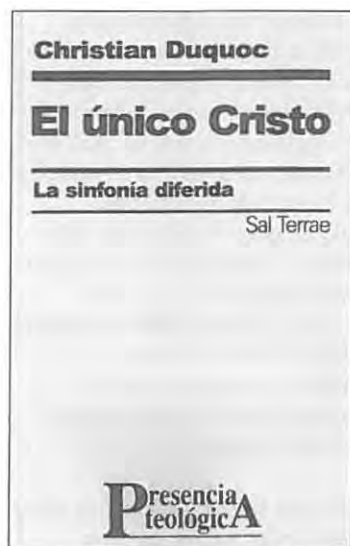 Christian Duquoc
El único Cristo
La sinfonía diferida
Sal Terrae
Presencia
teológicA